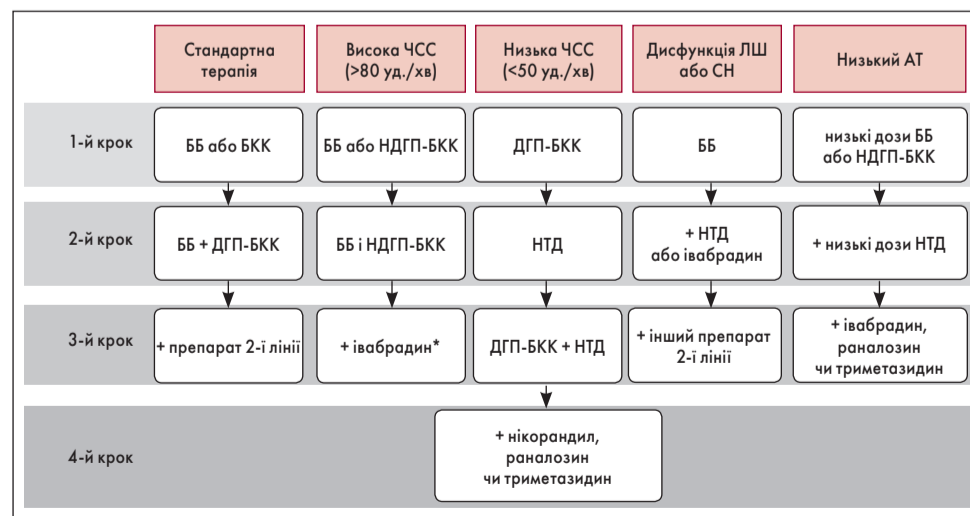 Стандартна
терапія
Висока ЧСС
(>80 уд./хв)
Низька ЧСС
(<50 уд./хв)
Дисфункція ЛШ
або СН
Низький АТ
1-й крок
ББ або БКК
ББ або НДГП-БКК
ДГП-БКК
ББ
низькі дози ББ
або НДГП-БКК
2-й крок
ББ + ДГП-БКК
ББ і НДГП-БКК
НТД
+ НТД
або івабрадин
+ низькі дози НТД
3-й крок
+ препарат 2-ї лінії
+ івабрадин*
ДГП-БКК + НТД
+ інший препарат
2-ї лінії
+ івабрадин,
раналозин
чи триметазидин
4-й крок
+ нікорандил,
раналозин
чи триметазидин